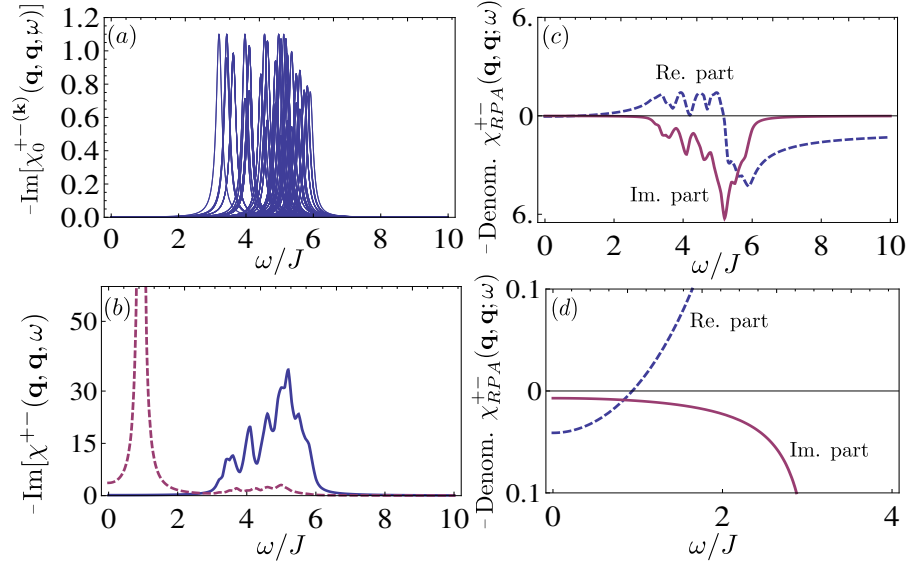 (a)
−Im[χ₀⁺⁻⁽ᵏ⁾(q, q, ω)]
1.2
1.0
0.8
0.6
0.4
0.2
0.0
0 2 4 6 8 10
ω/J
(c)
−Denom. χ⁺⁻_RPA(q, q; ω)
6.
0
6.
Re. part
Im. part
0 2 4 6 8 10
ω/J
(b)
−Im[χ⁺⁻(q, q, ω)
50
30
15
0
0 2 4 6 8 10
ω/J
(d)
−Denom. χ⁺⁻_RPA(q, q; ω)
0.1
0
0.1
Re. part
Im. part
0 2 4
ω/J